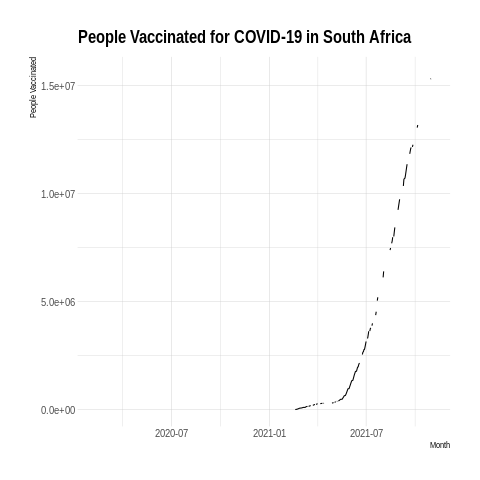 People Vaccinated for COVID-19 in South Africa
People Vaccinated
1.5e+07
1.0e+07
5.0e+06
0.0e+00
2020-07
2021-01
2021-07
Month